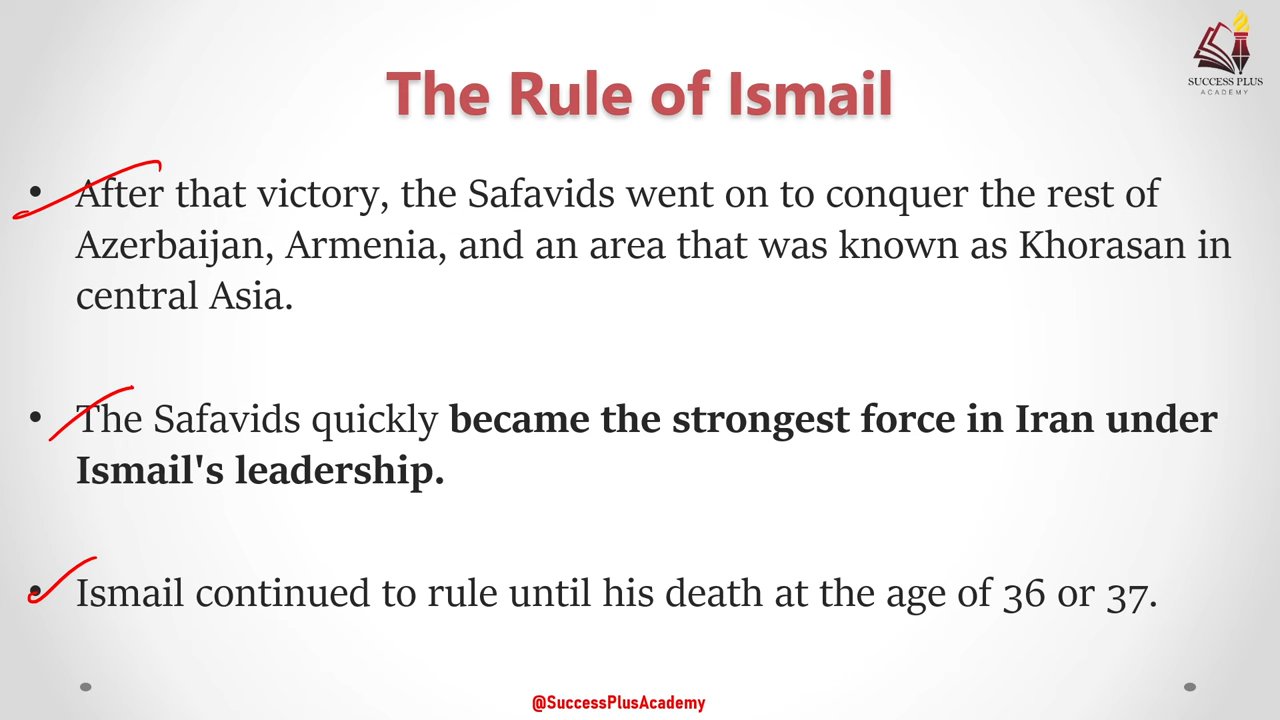 SUCCESS PLUS
ACADEMY
The Rule of Ismail
• After that victory, the Safavids went on to conquer the rest of
Azerbaijan, Armenia, and an area that was known as Khorasan in
central Asia.
• The Safavids quickly became the strongest force in Iran under
Ismail's leadership.
• Ismail continued to rule until his death at the age of 36 or 37.
@SuccessPlusAcademy